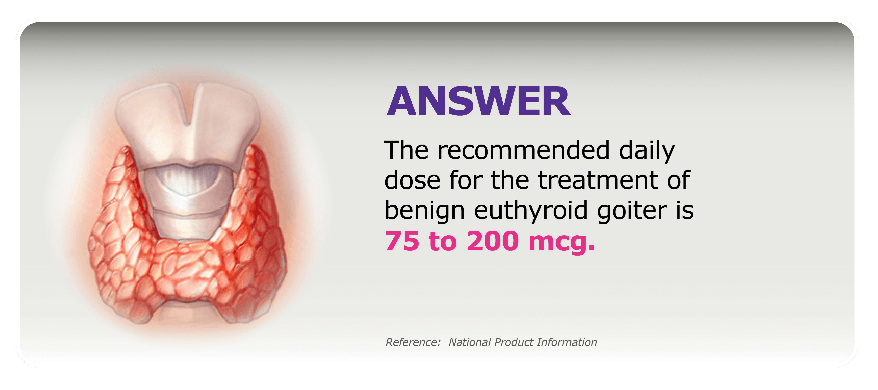 ANSWER
The recommended daily
dose for the treatment of
benign euthyroid goiter is
75 to 200 mcg.
Reference:  National Product Information